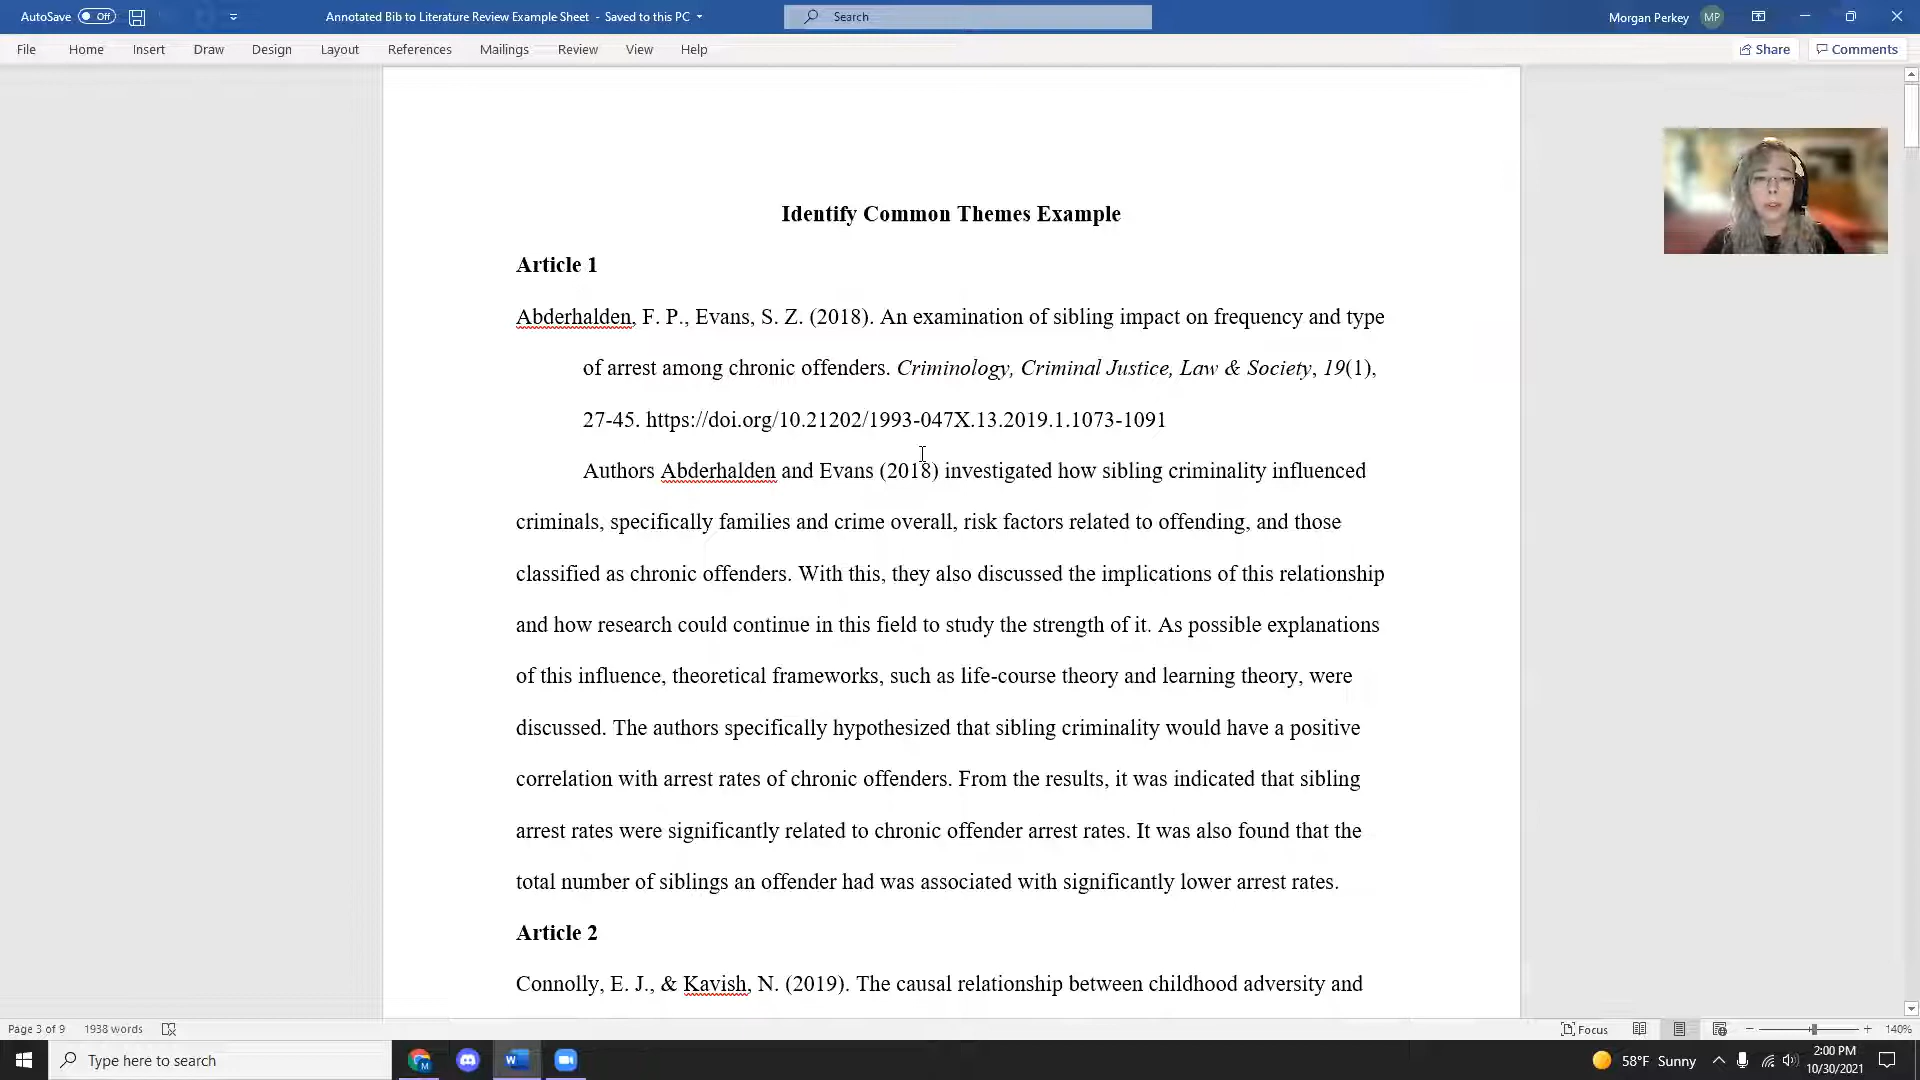 AutoSave Off Annotated Bib to Literature Review Example Sheet - Saved to this PC Search Morgan Perkey MP
File Home Insert Draw Design Layout References Mailings Review View Help Share Comments
Identify Common Themes Example
Article 1
Abderhalden, F. P., Evans, S. Z. (2018). An examination of sibling impact on frequency and type
of arrest among chronic offenders. Criminology, Criminal Justice, Law & Society, 19(1),
27-45. https://doi.org/10.21202/1993-047X.13.2019.1.1073-1091
Authors Abderhalden and Evans (2018) investigated how sibling criminality influenced
criminals, specifically families and crime overall, risk factors related to offending, and those
classified as chronic offenders. With this, they also discussed the implications of this relationship
and how research could continue in this field to study the strength of it. As possible explanations
of this influence, theoretical frameworks, such as life-course theory and learning theory, were
discussed. The authors specifically hypothesized that sibling criminality would have a positive
correlation with arrest rates of chronic offenders. From the results, it was indicated that sibling
arrest rates were significantly related to chronic offender arrest rates. It was also found that the
total number of siblings an offender had was associated with significantly lower arrest rates.
Article 2
Connolly, E. J., & Kavish, N. (2019). The causal relationship between childhood adversity and
Page 3 of 9 1938 words Focus 140%
Type here to search 58°F Sunny 2:00 PM
10/30/2021